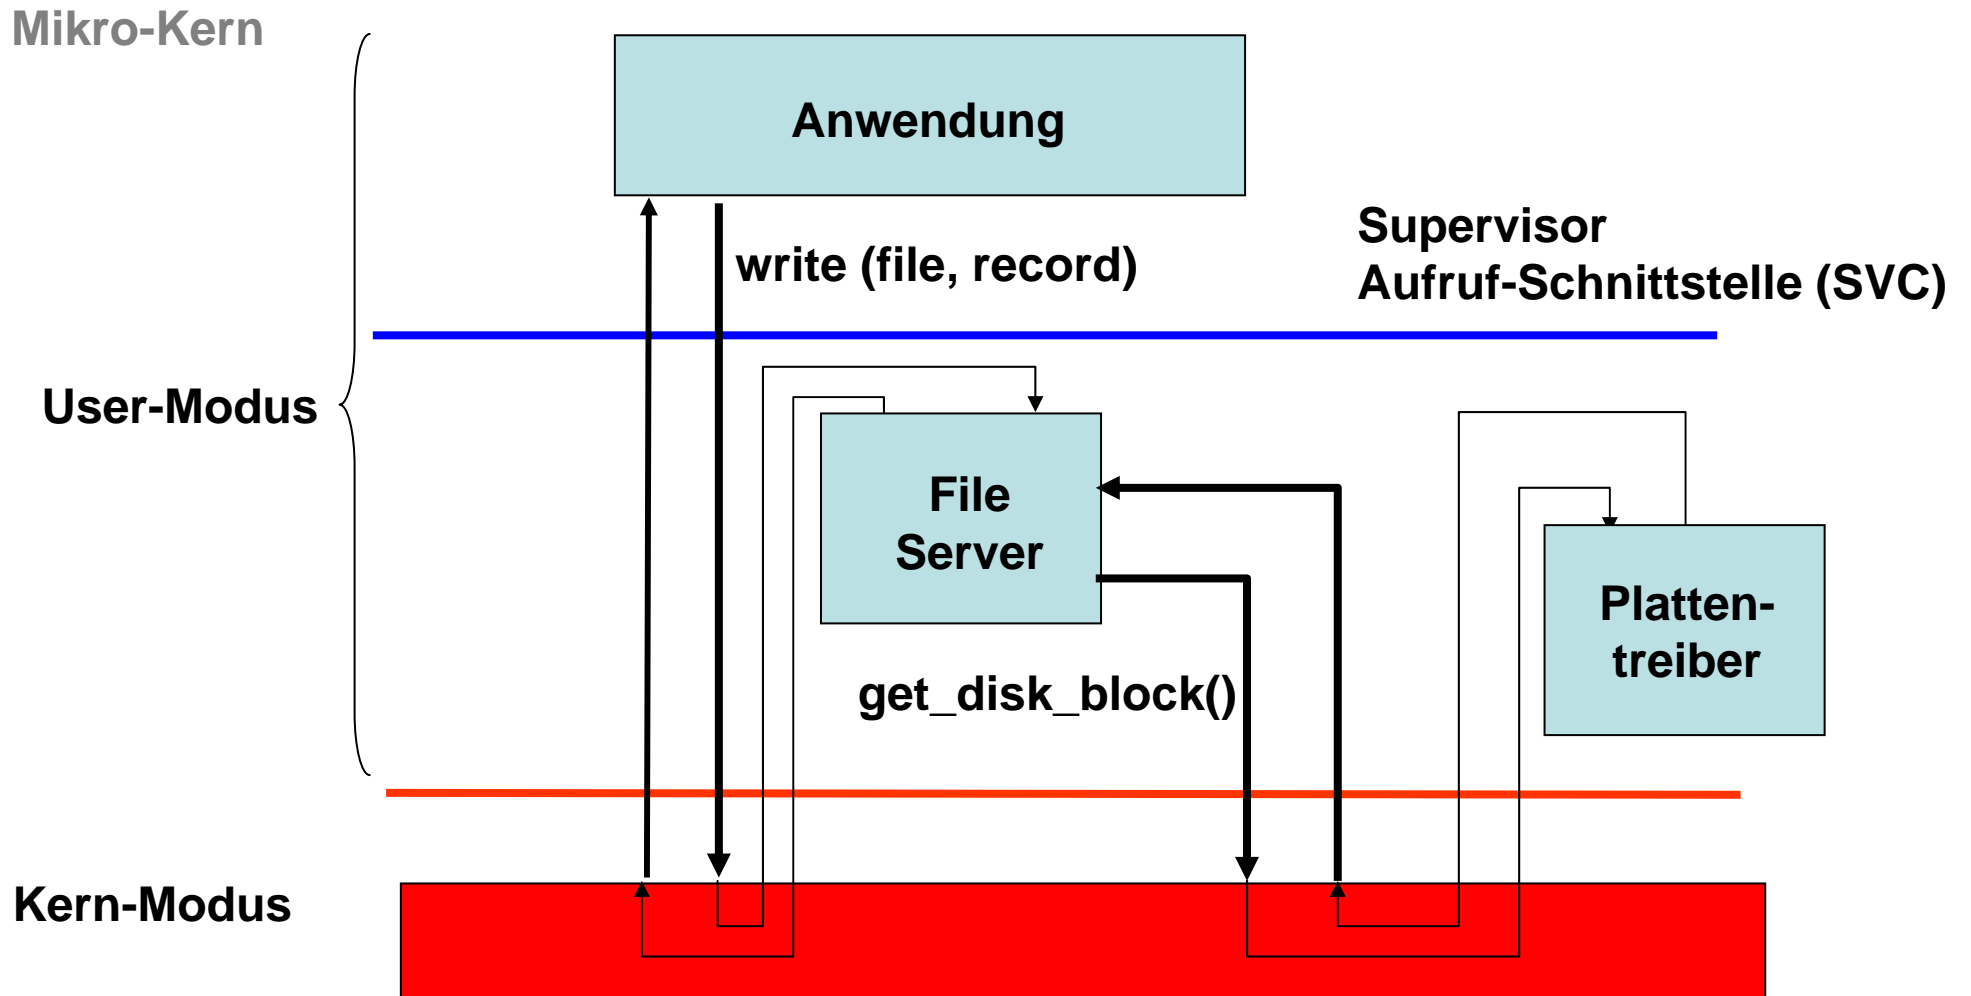 Mikro-Kern
Anwendung
Supervisor
Aufruf-Schnittstelle (SVC)
write (file, record)
User-Modus
File
Server
Platten-
treiber
get_disk_block()
Kern-Modus